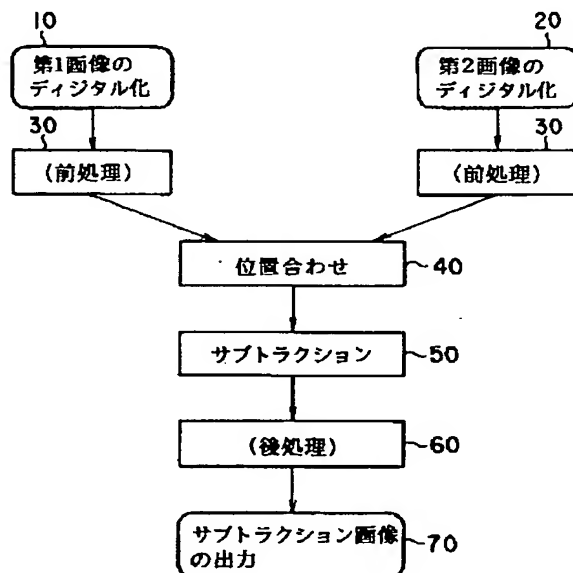 10
第1画像の
ディジタル化
20
第2画像の
ディジタル化
30
(前処理)
30
(前処理)
位置合わせ
40
サブトラクション
50
(後処理)
60
サブトラクション画像
の出力
70